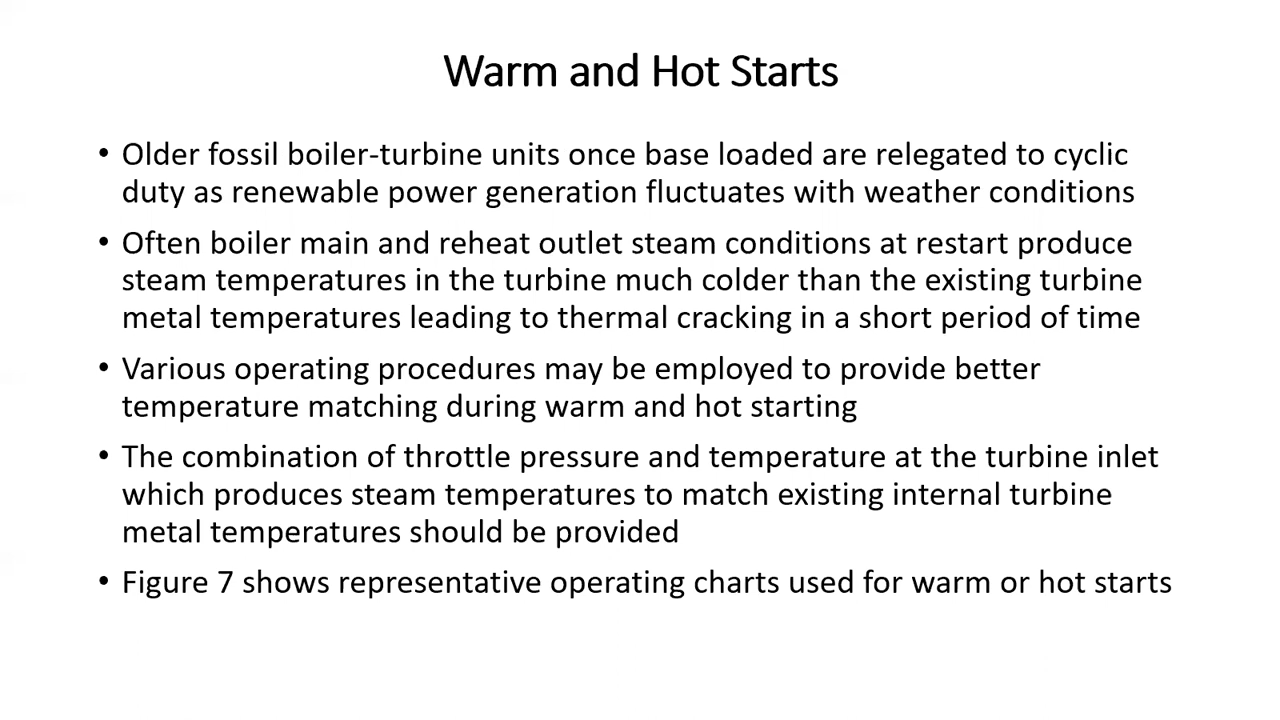 Warm and Hot Starts
• Older fossil boiler-turbine units once base loaded are relegated to cyclic
duty as renewable power generation fluctuates with weather conditions
• Often boiler main and reheat outlet steam conditions at restart produce
steam temperatures in the turbine much colder than the existing turbine
metal temperatures leading to thermal cracking in a short period of time
• Various operating procedures may be employed to provide better
temperature matching during warm and hot starting
• The combination of throttle pressure and temperature at the turbine inlet
which produces steam temperatures to match existing internal turbine
metal temperatures should be provided
• Figure 7 shows representative operating charts used for warm or hot starts